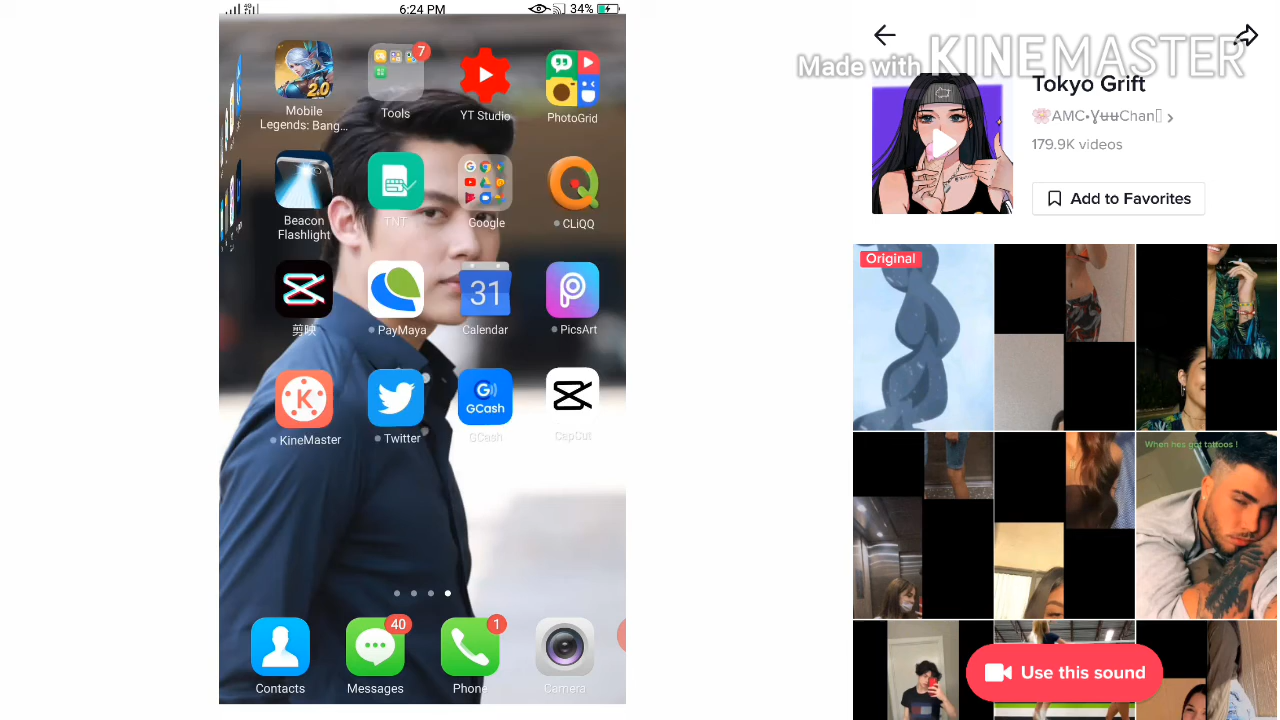 6:24 PM
34%
7
Mobile
Legends: Bang...
Tools
YT Studio
PhotoGrid
2.0
Beacon
Flashlight
TNT
Google
CLiQQ
31
剪映
PayMaya
Calendar
PicsArt
K
GCash
KineMaster
Twitter
GCash
CapCut
40
1
Contacts
Messages
Phone
Camera
Made with KINEMASTER
Tokyo Grift
179.9K videos
Add to Favorites
Original
When hes got tattoos !
Use this sound